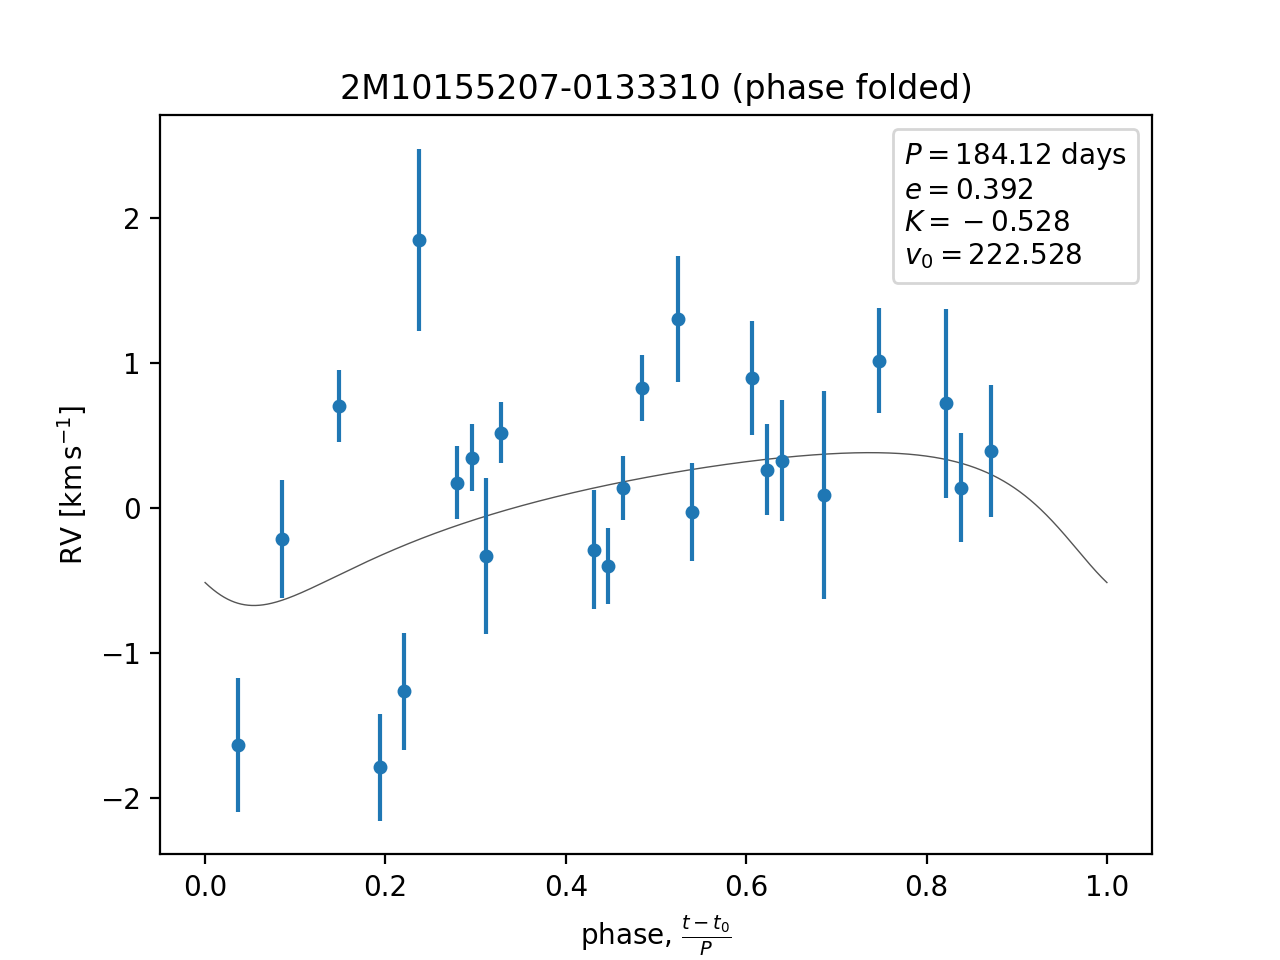 2M10155207-0133310 (phase folded)
P = 184.12 days
e = 0.392
K = −0.528
v₀ = 222.528
2
1
0
−1
−2
RV [km s⁻¹]
0.0 0.2 0.4 0.6 0.8 1.0
phase, (t − t₀)/P